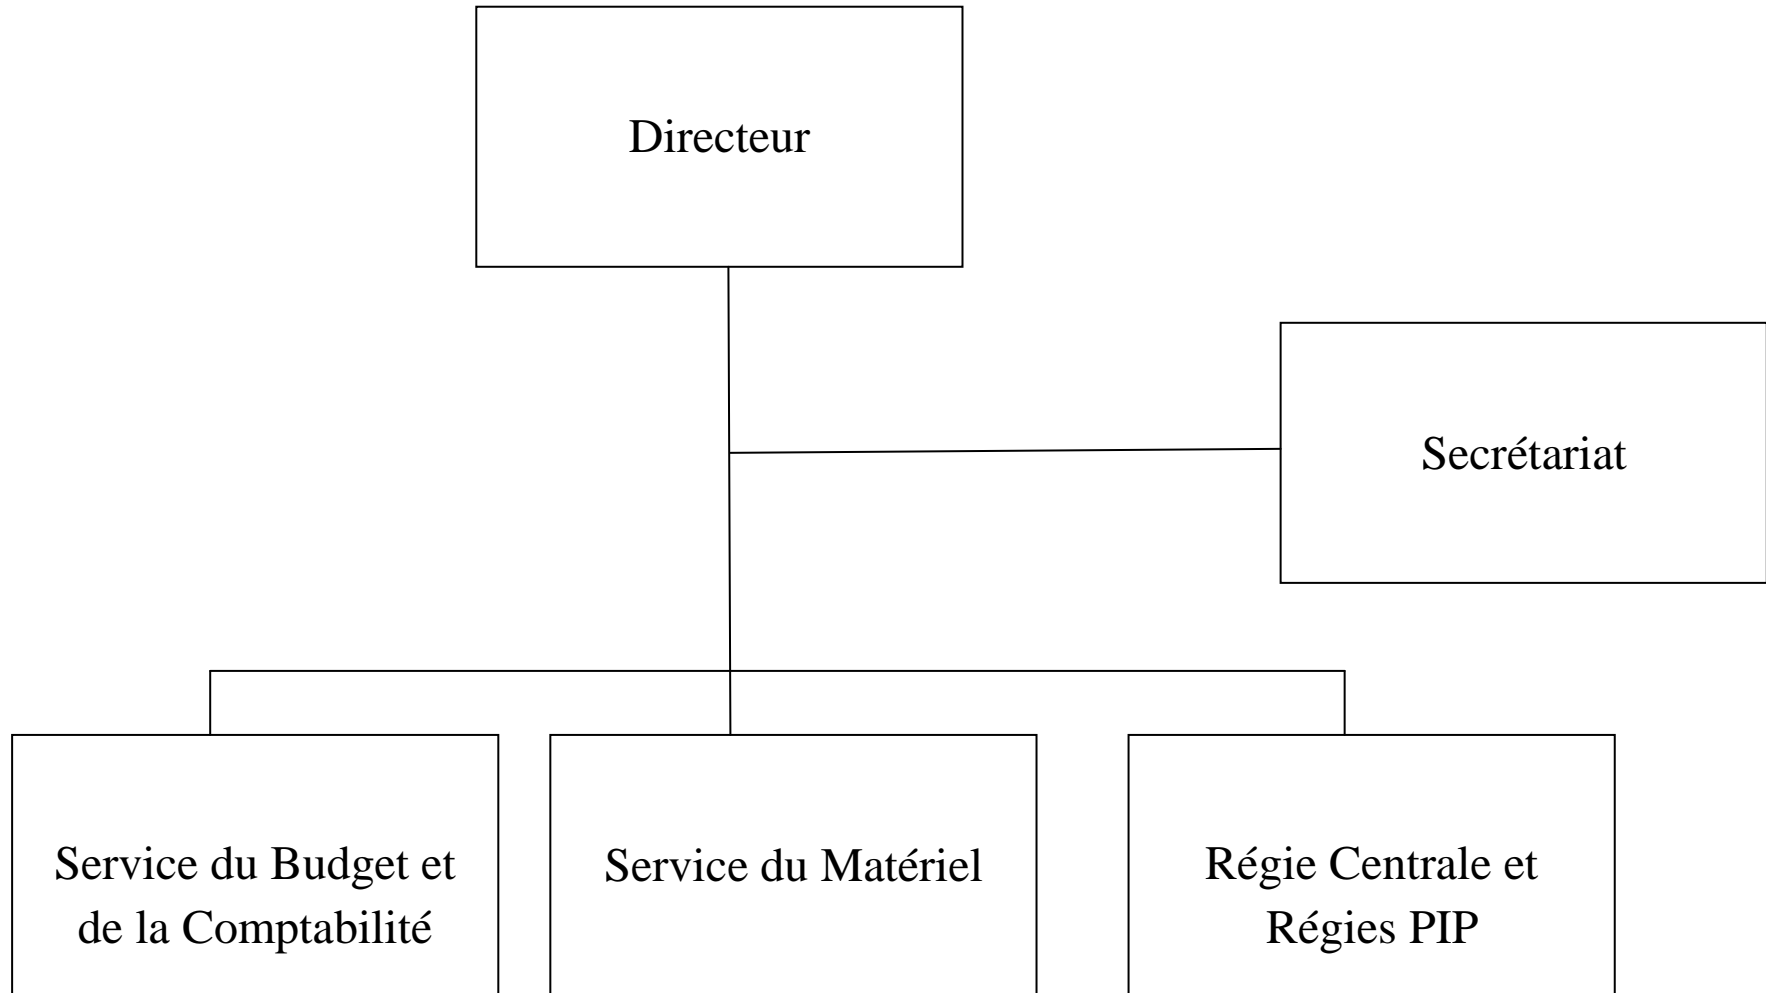 Directeur
Secrétariat
Service du Budget et
de la Comptabilité
Service du Matériel
Régie Centrale et
Régies PIP